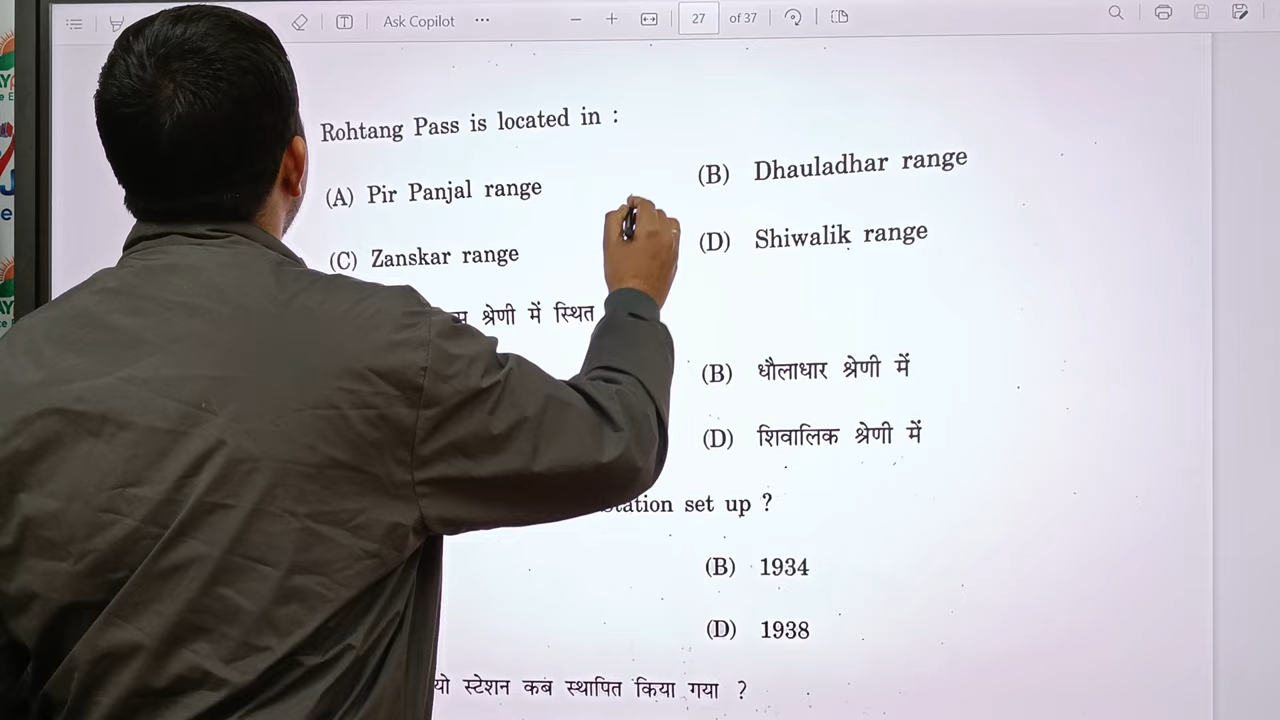 Ask Copilot 27 of 37
Rohtang Pass is located in :
(A) Pir Panjal range (B) Dhauladhar range
(C) Zanskar range (D) Shiwalik range
श्रेणी में स्थित
(B) धौलाधार श्रेणी में
(D) शिवालिक श्रेणी में
set up ?
(B) 1934
(D) 1938
स्टेशन कब स्थापित किया गया ?